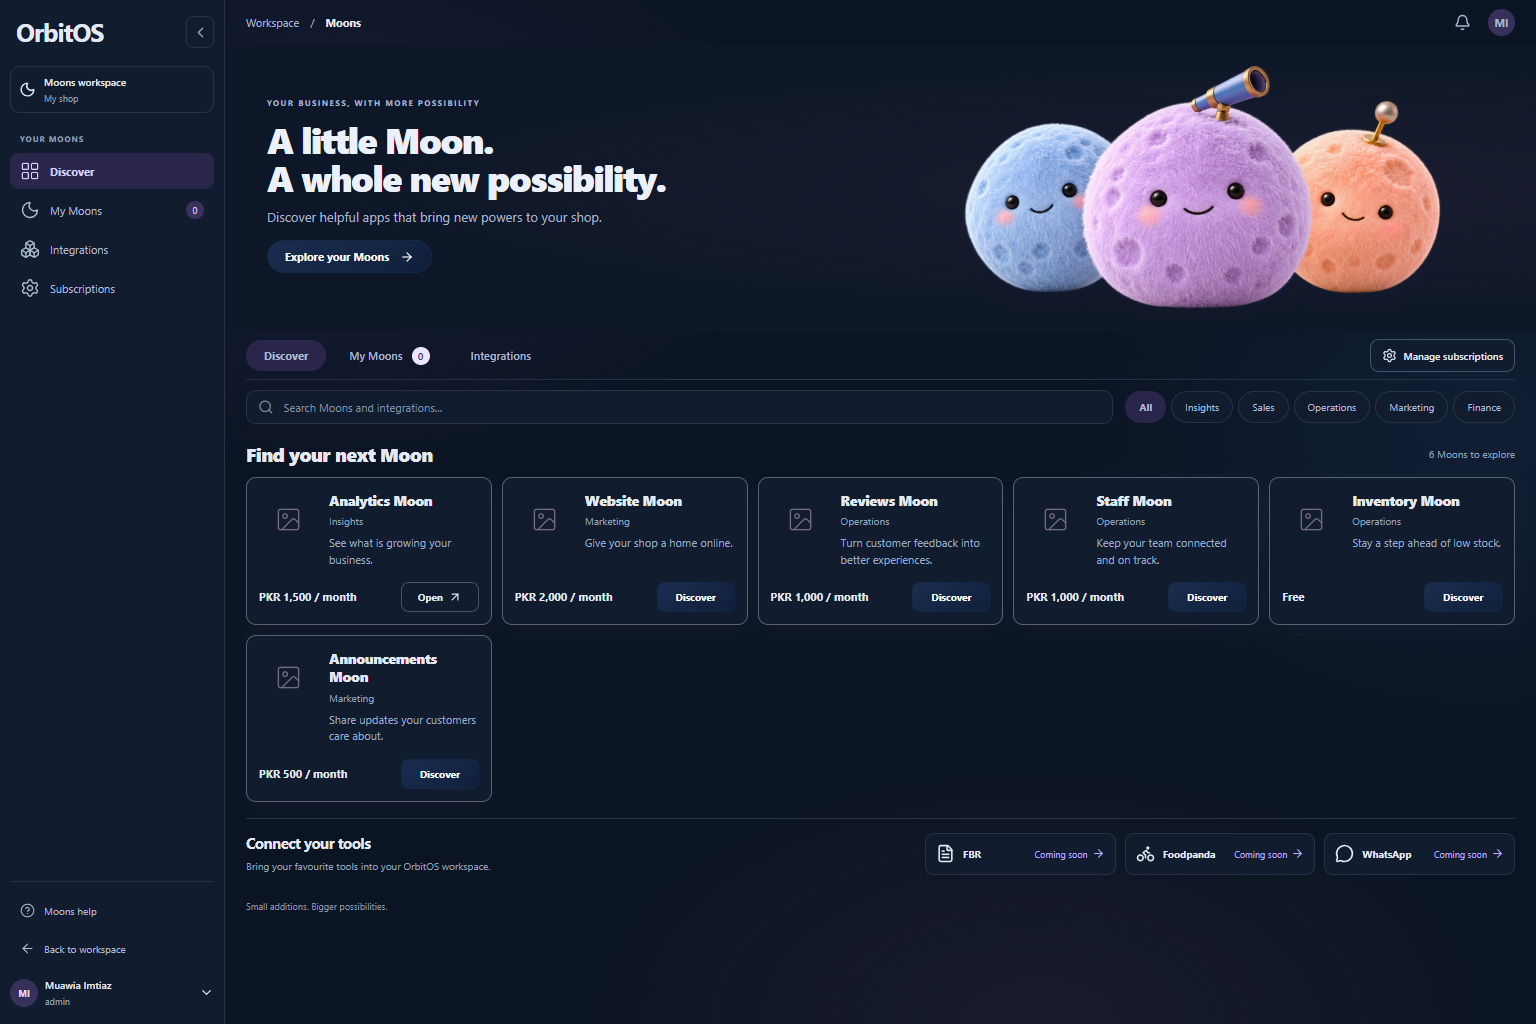 OrbitOS
Moons workspace
My shop
YOUR MOONS
Discover
My Moons 0
Integrations
Subscriptions
Moons help
Back to workspace
MI Muawia Imtiaz
admin
Workspace / Moons
MI
YOUR BUSINESS, WITH MORE POSSIBILITY
A little Moon.
A whole new possibility.
Discover helpful apps that bring new powers to your shop.
Explore your Moons
Discover My Moons 0 Integrations Manage subscriptions
Search Moons and integrations... All Insights Sales Operations Marketing Finance
Find your next Moon 6 Moons to explore
Analytics Moon
Insights
See what is growing your
business.
PKR 1,500 / month Open
Website Moon
Marketing
Give your shop a home online.
PKR 2,000 / month Discover
Reviews Moon
Operations
Turn customer feedback into
better experiences.
PKR 1,000 / month Discover
Staff Moon
Operations
Keep your team connected
and on track.
PKR 1,000 / month Discover
Inventory Moon
Operations
Stay a step ahead of low stock.
Free Discover
Announcements
Moon
Marketing
Share updates your customers
care about.
PKR 500 / month Discover
Connect your tools
Bring your favourite tools into your OrbitOS workspace.
FBR Coming soon
Foodpanda Coming soon
WhatsApp Coming soon
Small additions. Bigger possibilities.